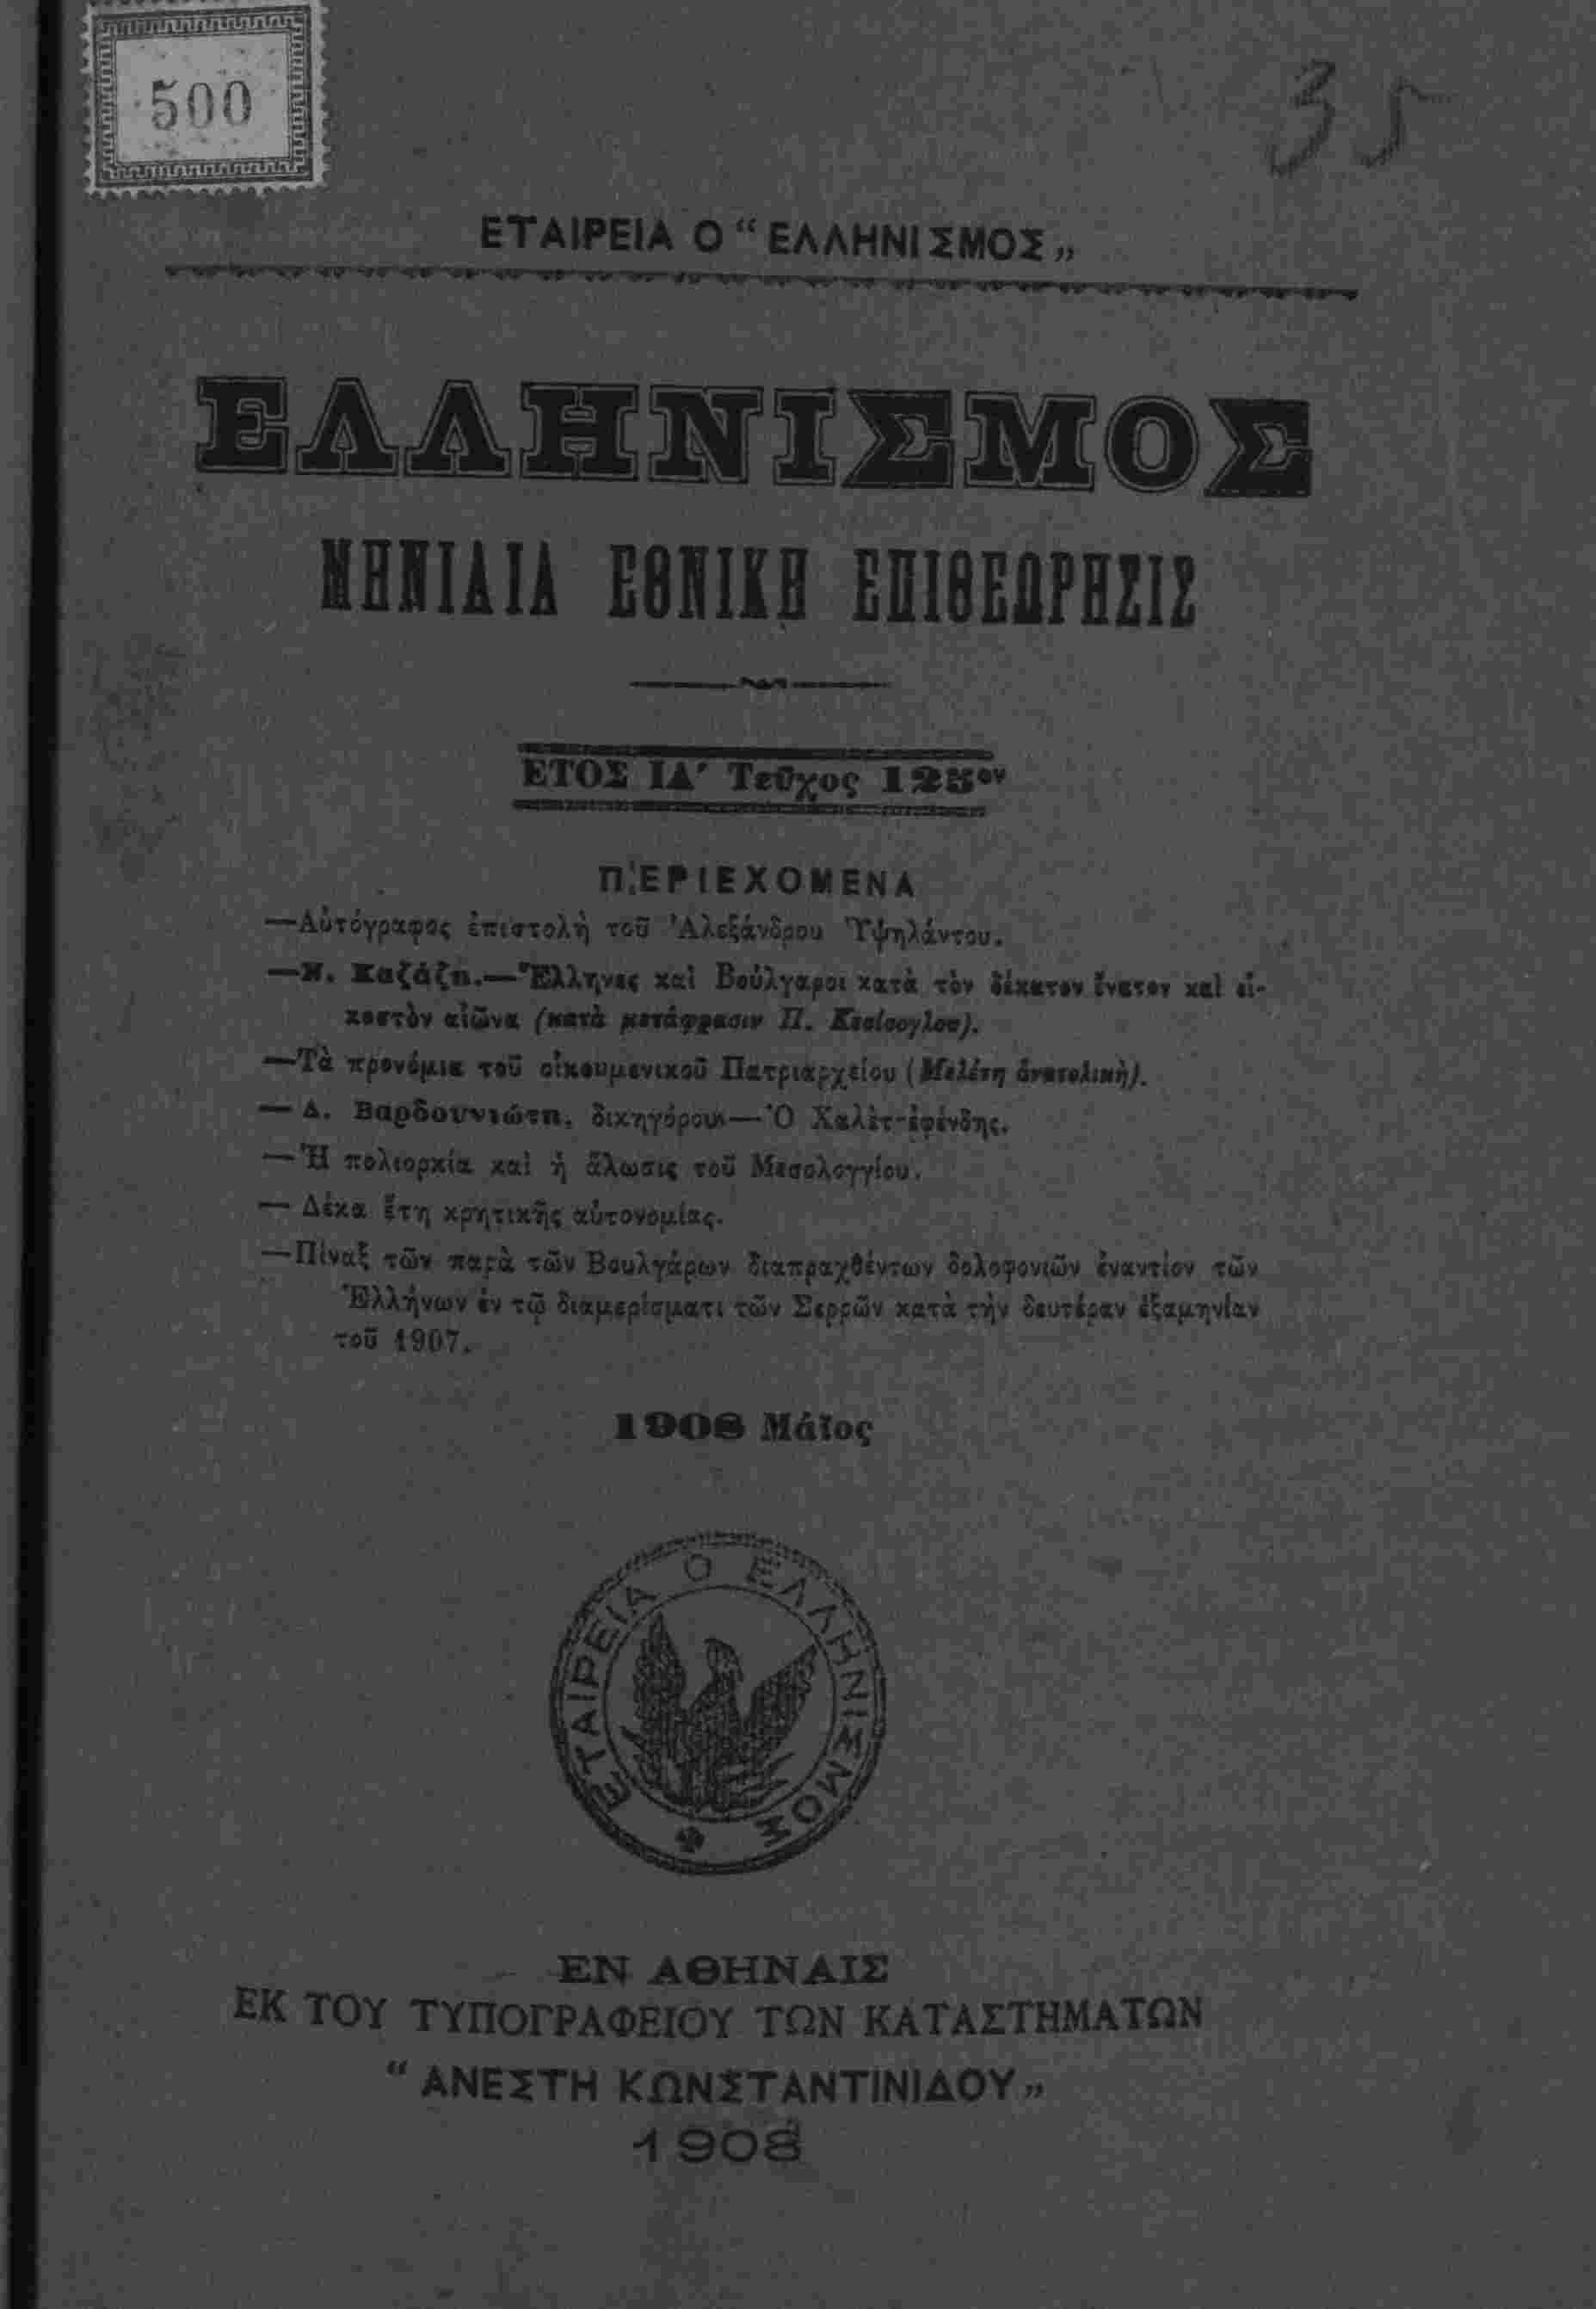 500
35
ΕΤΑΙΡΕΙΑ Ο “ ΕΛΛΗΝΙΣΜΟΣ „
ΕΛΛΗΝΙΣΜΟΣ
ΜΗΝΙΑΙΑ ΕΘΝΙΚΗ ΕΠΙΘΕΩΡΗΣΙΣ
ΕΤΟΣ ΙΑ′ Τεῦχος 125ον
ΠΕΡΙΕΧΟΜΕΝΑ
—Αὐτόγραφος ἐπιστολὴ τοῦ Ἀλεξάνδρου Ὑψηλάντου.
—Ν. Καζάζη.—Ἕλληνες καὶ Βούλγαροι κατὰ τὸν δέκατον ἔνατον καὶ εἰ-
κοστὸν αἰῶνα (κατὰ μετάφρασιν Π. Κεσίσογλου).
—Τὰ προνόμια τοῦ οἰκουμενικοῦ Πατριαρχείου (Μελέτη ἀνατολική).
— Δ. Βαρδουνιώτη, δικηγόρου—Ὁ Χαλὲτ-ἐφένδης.
—Ἡ πολιορκία καὶ ἡ ἅλωσις τοῦ Μεσολογγίου.
— Δέκα ἔτη κρητικῆς αὐτονομίας.
—Πίναξ τῶν παρὰ τῶν Βουλγάρων διαπραχθέντων δολοφονιῶν ἐναντίον τῶν
Ἑλλήνων ἐν τῷ διαμερίσματι τῶν Σερρῶν κατὰ τὴν δευτέραν ἑξαμηνίαν
τοῦ 1907.
1908 Μάϊος
ΕΤΑΙΡΕΙΑ Ο ΕΛΛΗΝΙΣΜΟΣ
ΕΝ ΑΘΗΝΑΙΣ
ΕΚ ΤΟΥ ΤΥΠΟΓΡΑΦΕΙΟΥ ΤΩΝ ΚΑΤΑΣΤΗΜΑΤΩΝ
“ ΑΝΕΣΤΗ ΚΩΝΣΤΑΝΤΙΝΙΔΟΥ „
1908